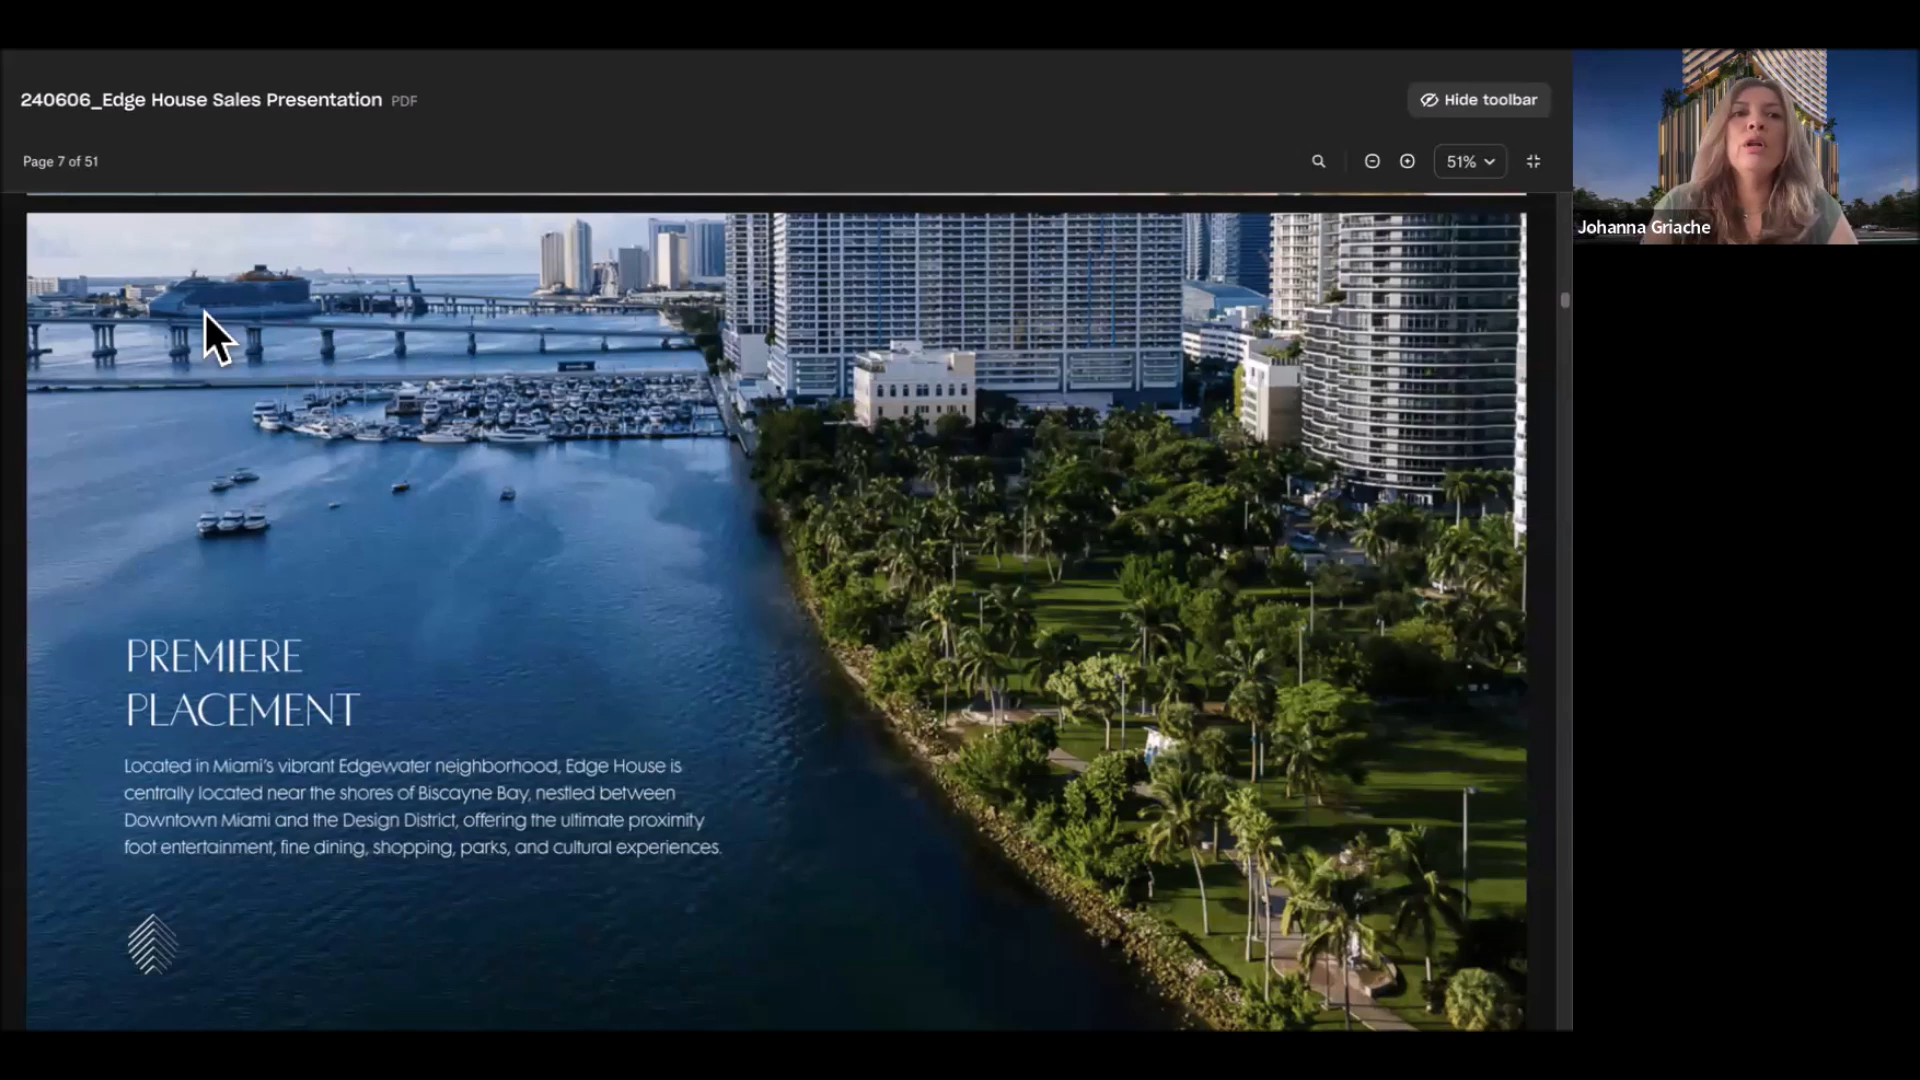 240606_Edge House Sales Presentation PDF
Hide toolbar
Page 7 of 51
51%
Johanna Griache
PREMIERE
PLACEMENT
Located in Miami's vibrant Edgewater neighborhood, Edge House is
centrally located near the shores of Biscayne Bay, nestled between
Downtown Miami and the Design District, offering the ultimate proximity
foot entertainment, fine dining, shopping, parks, and cultural experiences.